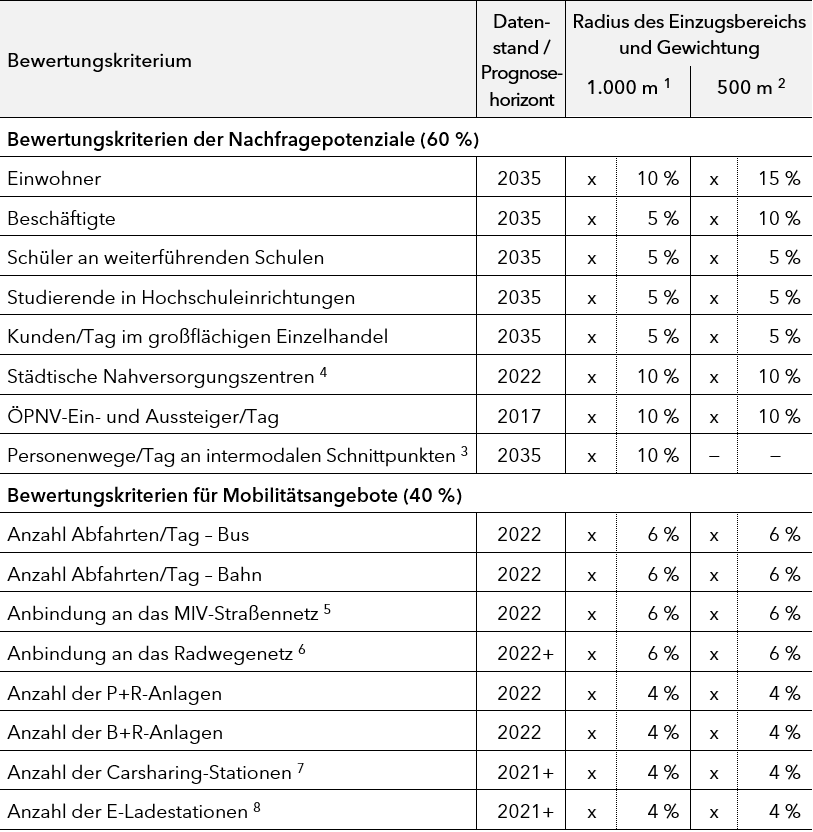 Bewertungskriterium
Daten-
stand /
Prognose-
horizont
Radius des Einzugsbereichs
und Gewichtung
1.000 m ¹
500 m ²
Bewertungskriterien der Nachfragepotenziale (60 %)
Einwohner 2035 x 10 % x 15 %
Beschäftigte 2035 x 5 % x 10 %
Schüler an weiterführenden Schulen 2035 x 5 % x 5 %
Studierende in Hochschuleinrichtungen 2035 x 5 % x 5 %
Kunden/Tag im großflächigen Einzelhandel 2035 x 5 % x 5 %
Städtische Nahversorgungszentren ⁴ 2022 x 10 % x 10 %
ÖPNV-Ein- und Aussteiger/Tag 2017 x 10 % x 10 %
Personenwege/Tag an intermodalen Schnittpunkten ³ 2035 x 10 % – –
Bewertungskriterien für Mobilitätsangebote (40 %)
Anzahl Abfahrten/Tag – Bus 2022 x 6 % x 6 %
Anzahl Abfahrten/Tag – Bahn 2022 x 6 % x 6 %
Anbindung an das MIV-Straßennetz ⁵ 2022 x 6 % x 6 %
Anbindung an das Radwegenetz ⁶ 2022+ x 6 % x 6 %
Anzahl der P+R-Anlagen 2022 x 4 % x 4 %
Anzahl der B+R-Anlagen 2022 x 4 % x 4 %
Anzahl der Carsharing-Stationen ⁷ 2021+ x 4 % x 4 %
Anzahl der E-Ladestationen ⁸ 2021+ x 4 % x 4 %